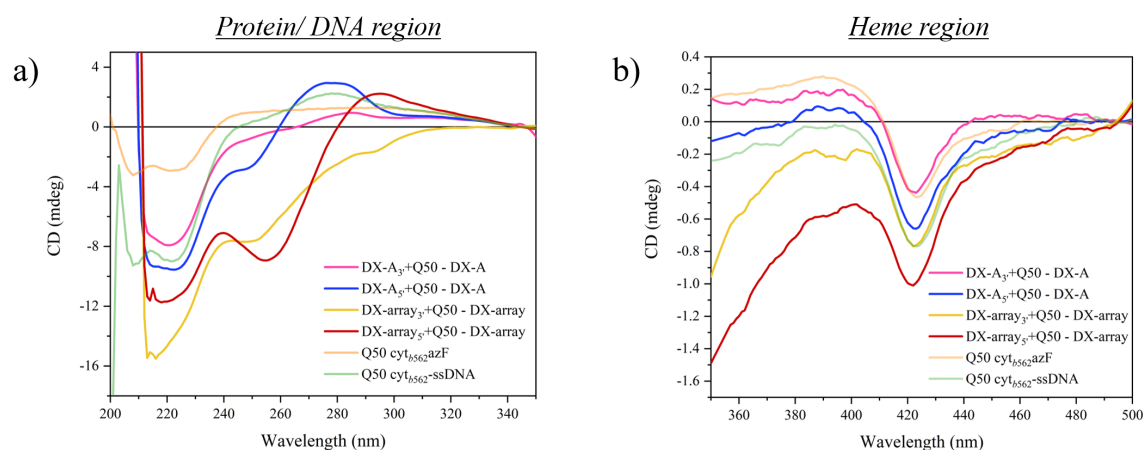 Protein/ DNA region
a)
CD (mdeg)
4
0
-4
-8
-12
-16
200 220 240 260 280 300 320 340
Wavelength (nm)
DX-A3'+Q50 - DX-A
DX-A5'+Q50 - DX-A
DX-array3'+Q50 - DX-array
DX-array5'+Q50 - DX-array
Q50 cytb562azF
Q50 cytb562-ssDNA
Heme region
b)
CD (mdeg)
0.4
0.2
0.0
-0.2
-0.4
-0.6
-0.8
-1.0
-1.2
-1.4
-1.6
360 380 400 420 440 460 480 500
Wavelength (nm)
DX-A3'+Q50 - DX-A
DX-A5'+Q50 - DX-A
DX-array3'+Q50 - DX-array
DX-array5'+Q50 - DX-array
Q50 cytb562azF
Q50 cytb562-ssDNA